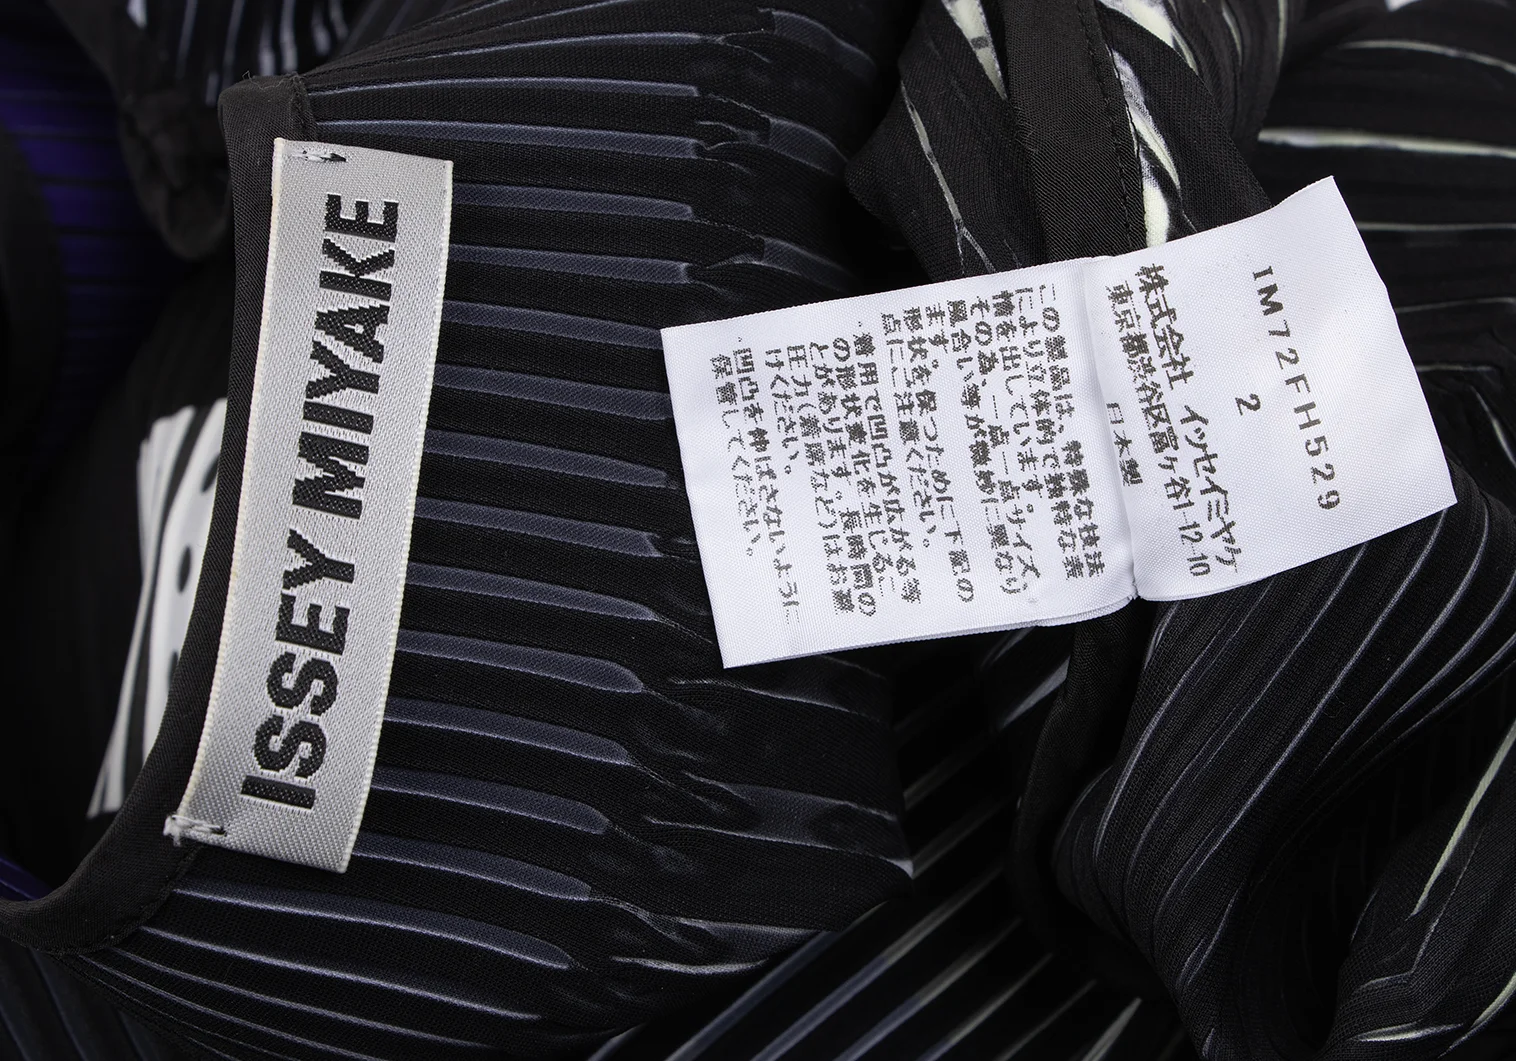 ISSEY MIYAKE
IM72FH529
2
株式会社 イッセイミヤケ
東京都渋谷区富ヶ谷1-12-10
日本製
この製品は、特殊な技法
により立体的で独特な表
情を出しています。
その為、一点一点サイズ、
風合い等が微妙に異なり
ます。
形状を保つために下記の
点にご注意ください。
・着用で凹凸が広がる等
の形状変化を生じるこ
とがあります。長時間の
圧力(着席など)はお避
けください。
・凹凸を伸ばさないように
保管してください。